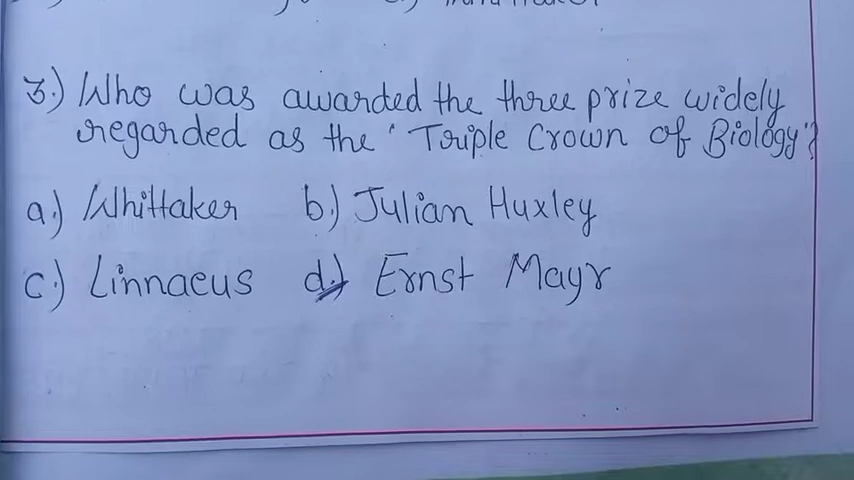 3.) Who was awarded the three prize widely
regarded as the 'Triple Crown of Biology'?
a.) Whittaker b.) Julian Huxley
c.) Linnaeus d.) Ernst Mayr